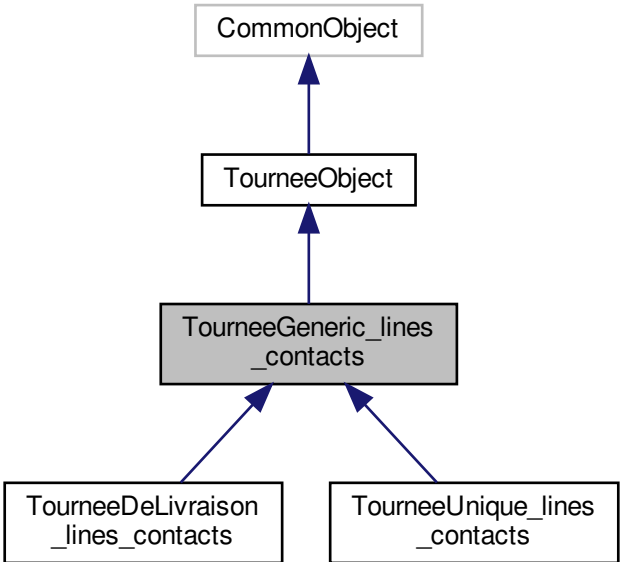 CommonObject
TourneeObject
TourneeGeneric_lines
_contacts
TourneeDeLivraison
_lines_contacts
TourneeUnique_lines
_contacts